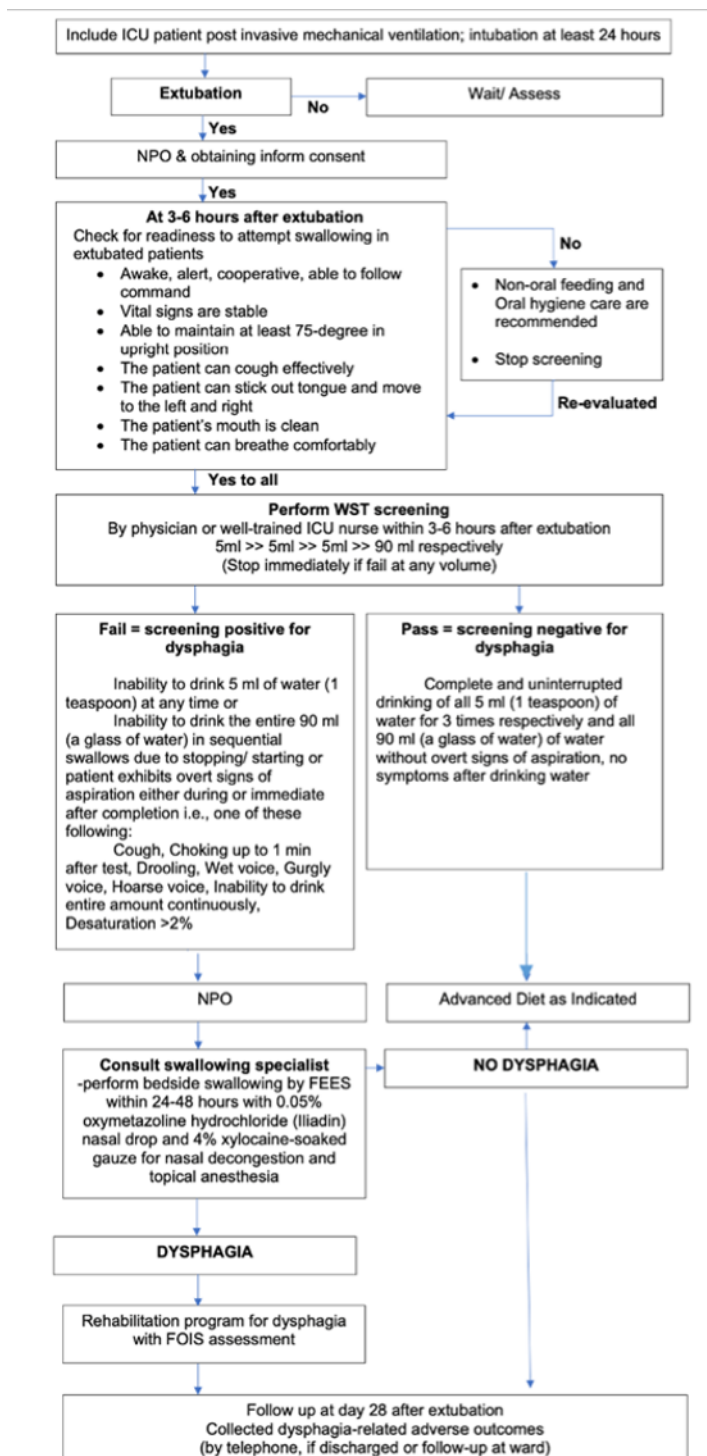 Include ICU patient post invasive mechanical ventilation; intubation at least 24 hours
Extubation
No
Wait/ Assess
Yes
NPO & obtaining inform consent
Yes
At 3-6 hours after extubation
Check for readiness to attempt swallowing in
extubated patients
• Awake, alert, cooperative, able to follow
command
• Vital signs are stable
• Able to maintain at least 75-degree in
upright position
• The patient can cough effectively
• The patient can stick out tongue and move
to the left and right
• The patient's mouth is clean
• The patient can breathe comfortably
No
• Non-oral feeding and
Oral hygiene care are
recommended
• Stop screening
Re-evaluated
Yes to all
Perform WST screening
By physician or well-trained ICU nurse within 3-6 hours after extubation
5ml >> 5ml >> 5ml >> 90 ml respectively
(Stop immediately if fail at any volume)
Fail = screening positive for
dysphagia
Inability to drink 5 ml of water (1
teaspoon) at any time or
Inability to drink the entire 90 ml
(a glass of water) in sequential
swallows due to stopping/ starting or
patient exhibits overt signs of
aspiration either during or immediate
after completion i.e., one of these
following:
Cough, Choking up to 1 min
after test, Drooling, Wet voice, Gurgly
voice, Hoarse voice, Inability to drink
entire amount continuously,
Desaturation >2%
Pass = screening negative for
dysphagia
Complete and uninterrupted
drinking of all 5 ml (1 teaspoon) of
water for 3 times respectively and all
90 ml (a glass of water) of water
without overt signs of aspiration, no
symptoms after drinking water
NPO
Advanced Diet as Indicated
Consult swallowing specialist
-perform bedside swallowing by FEES
within 24-48 hours with 0.05%
oxymetazoline hydrochloride (Iliadin)
nasal drop and 4% xylocaine-soaked
gauze for nasal decongestion and
topical anesthesia
NO DYSPHAGIA
DYSPHAGIA
Rehabilitation program for dysphagia
with FOIS assessment
Follow up at day 28 after extubation
Collected dysphagia-related adverse outcomes
(by telephone, if discharged or follow-up at ward)